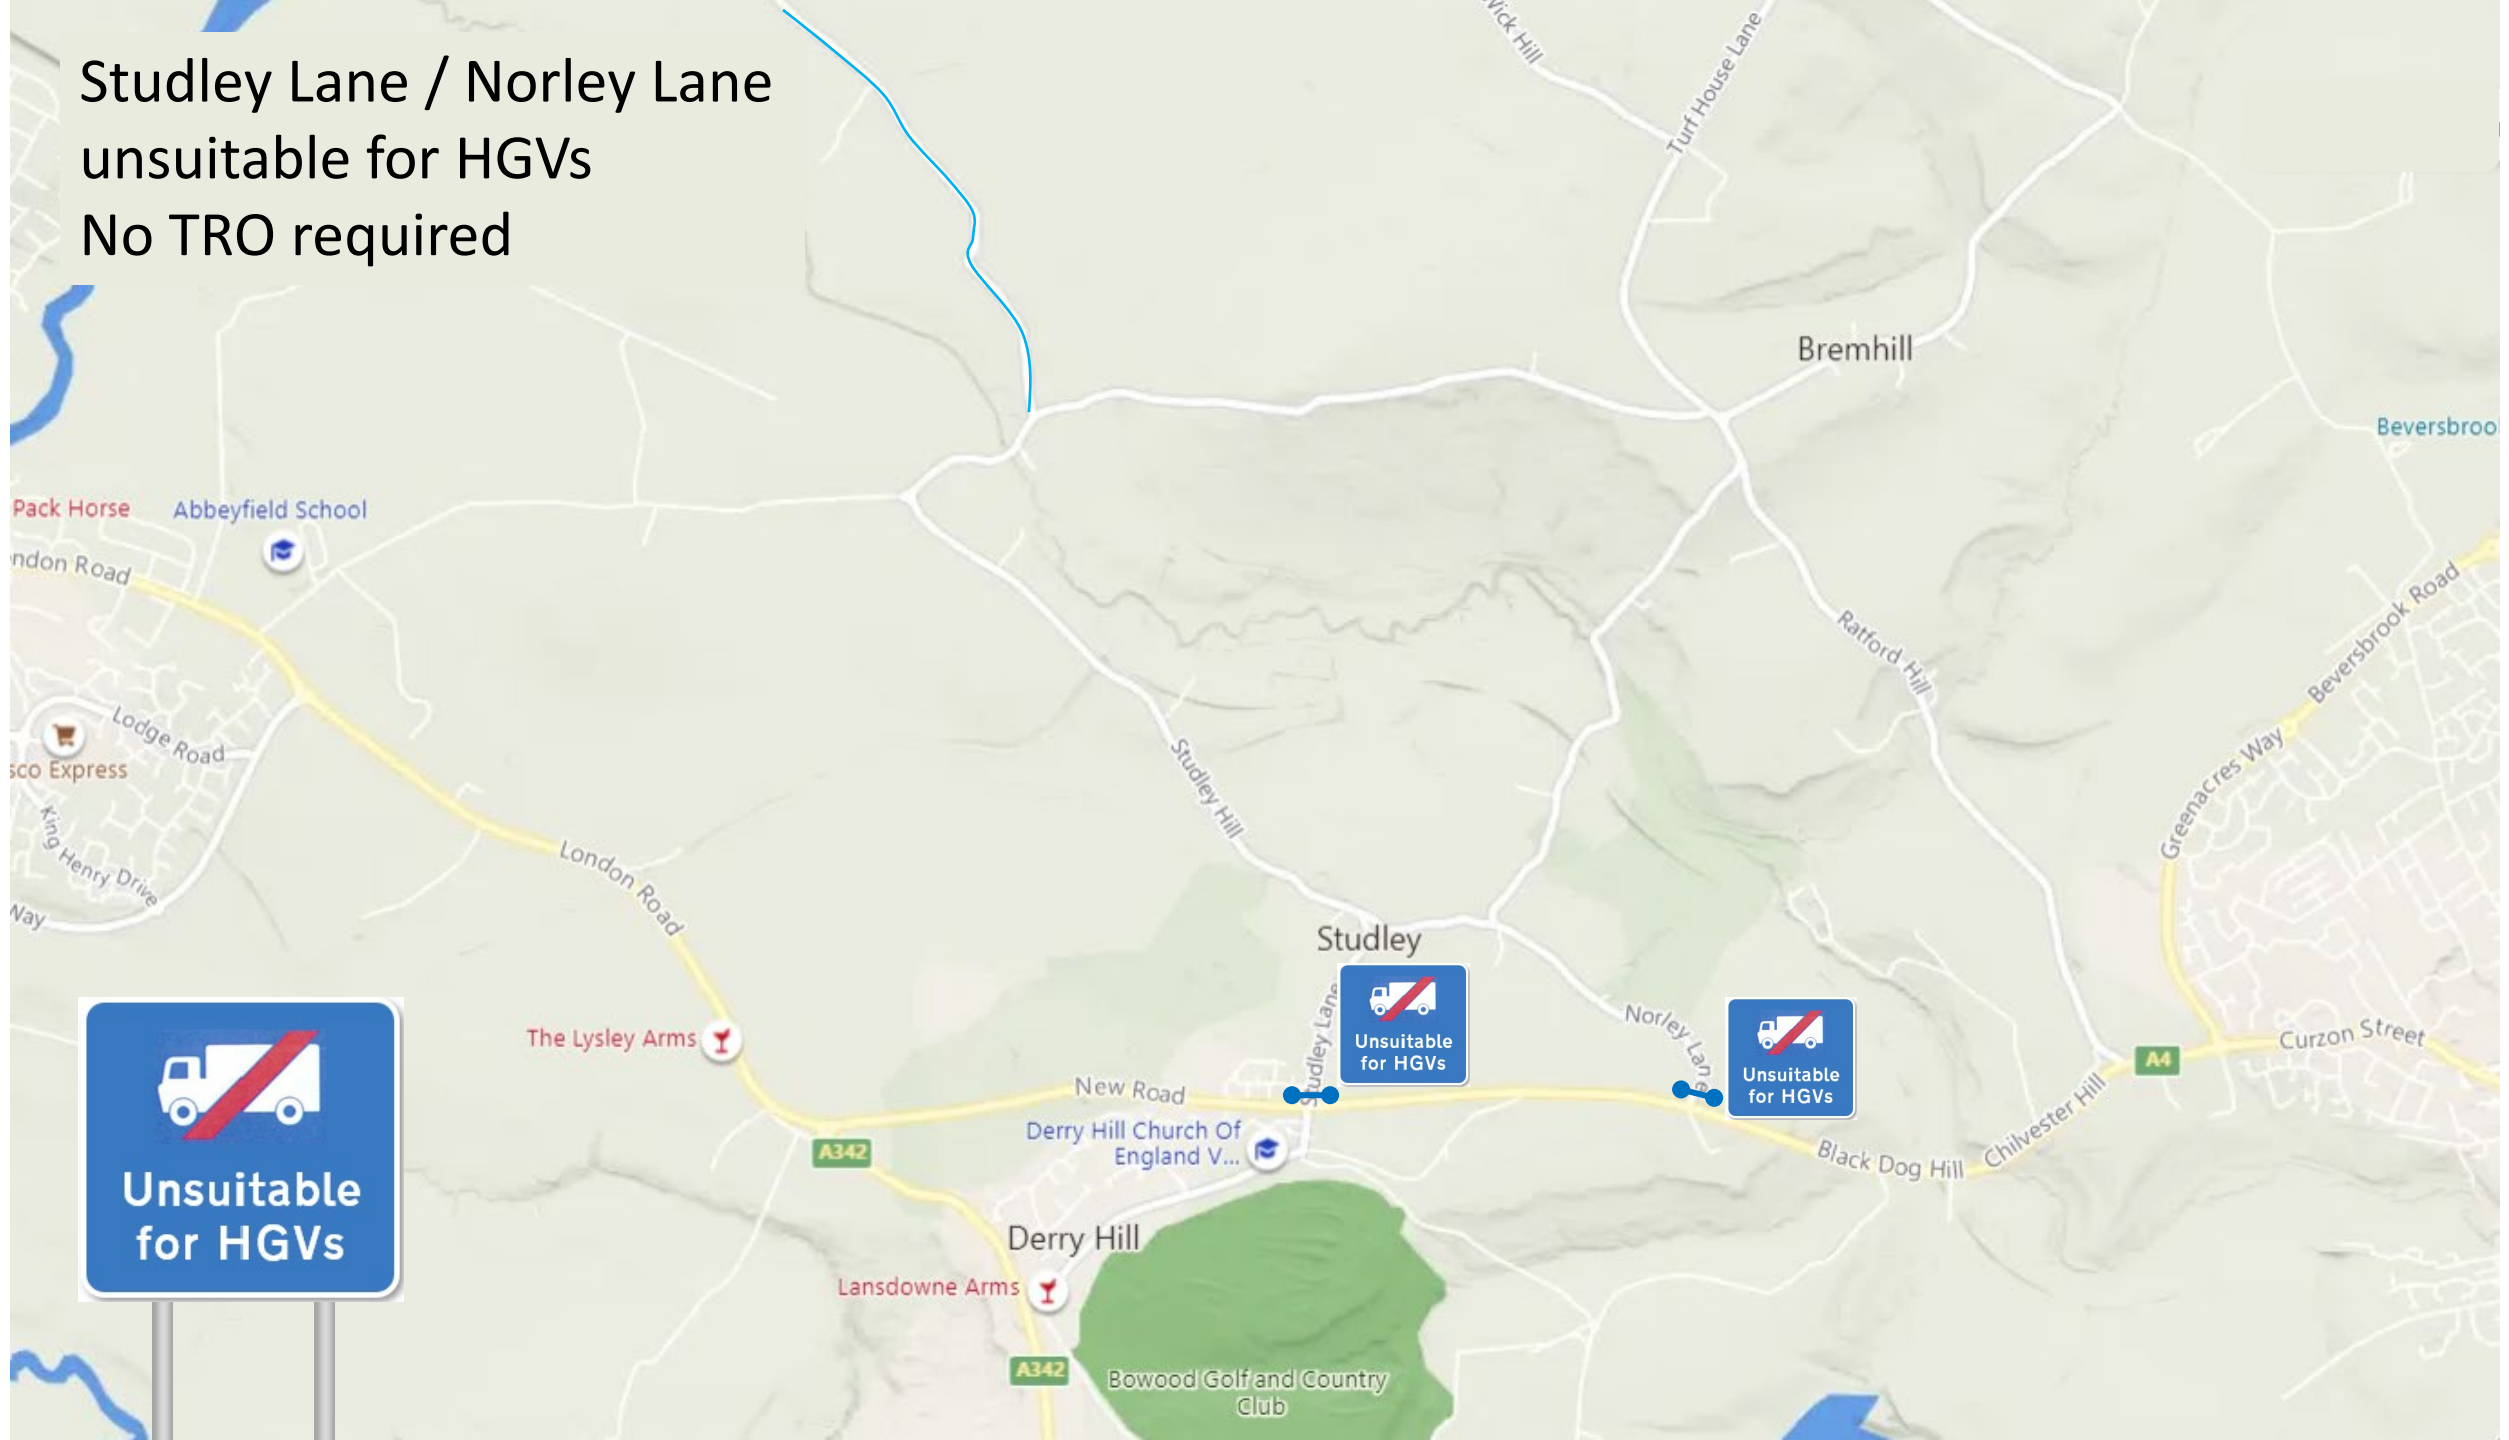 Studley Lane / Norley Lane
unsuitable for HGVs
No TRO required
Wick Hill
Turf House Lane
Bremhill
Beversbroo
Pack Horse
Abbeyfield School
ndon Road
Beversbrook Road
Ratford Hill
Lodge Road
sco Express
Studley Hill
Greenacres Way
King Henry Drive
Way
London Road
Studley
Studley Lane
Unsuitable
for HGVs
Norley Lane
Unsuitable
for HGVs
The Lysley Arms
New Road
Curzon Street
A4
A342
Derry Hill Church Of
England V...
Black Dog Hill
Chilvester Hill
Unsuitable
for HGVs
Derry Hill
Lansdowne Arms
A342
Bowood Golf and Country
Club